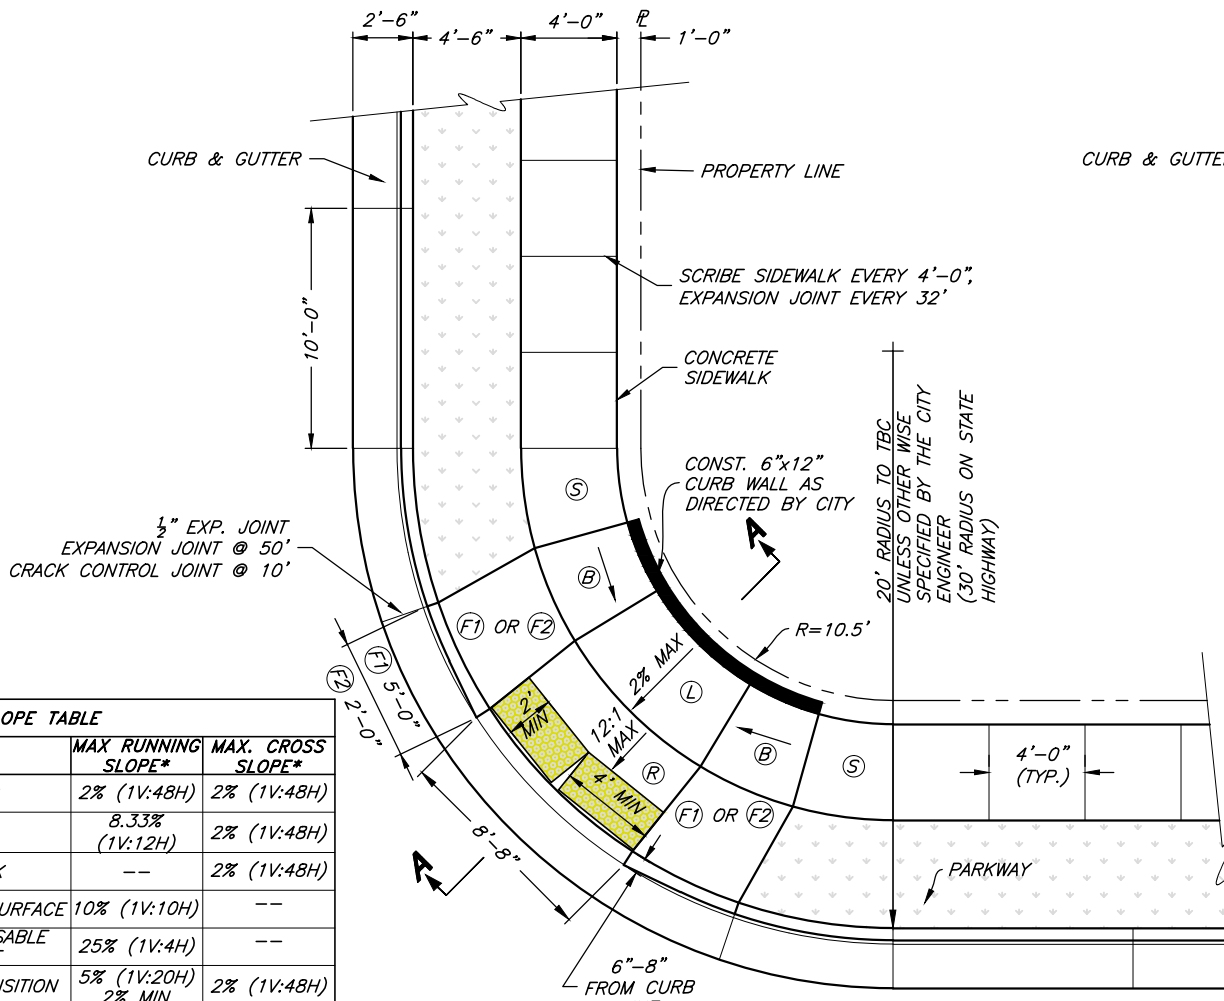 2'-6"
4'-6"
4'-0"
PL
1'-0"
CURB & GUTTER
PROPERTY LINE
CURB & GUTTE
SCRIBE SIDEWALK EVERY 4'-0",
EXPANSION JOINT EVERY 32'
10'-0"
CONCRETE
SIDEWALK
CONST. 6"x12"
CURB WALL AS
DIRECTED BY CITY
20' RADIUS TO TBC
UNLESS OTHER WISE
SPECIFIED BY THE CITY
ENGINEER
(30' RADIUS ON STATE
HIGHWAY)
S
1/2" EXP. JOINT
EXPANSION JOINT @ 50'
CRACK CONTROL JOINT @ 10'
A
B
F1 OR F2
R=10.5'
2% MAX
L
F1 5'-0"
F2 2'-0"
2'
MIN
12:1
MAX
R
4' MIN
B
S
4'-0"
(TYP.)
F1 OR F2
8'-8"
A
PARKWAY
6"-8"
FROM CURB
OPE TABLE
MAX RUNNING
SLOPE*
MAX. CROSS
SLOPE*
2% (1V:48H) 2% (1V:48H)
8.33%
(1V:12H)
2% (1V:48H)
K -- 2% (1V:48H)
URFACE 10% (1V:10H) --
SABLE
25% (1V:4H) --
SITION
5% (1V:20H)
2% MIN
2% (1V:48H)